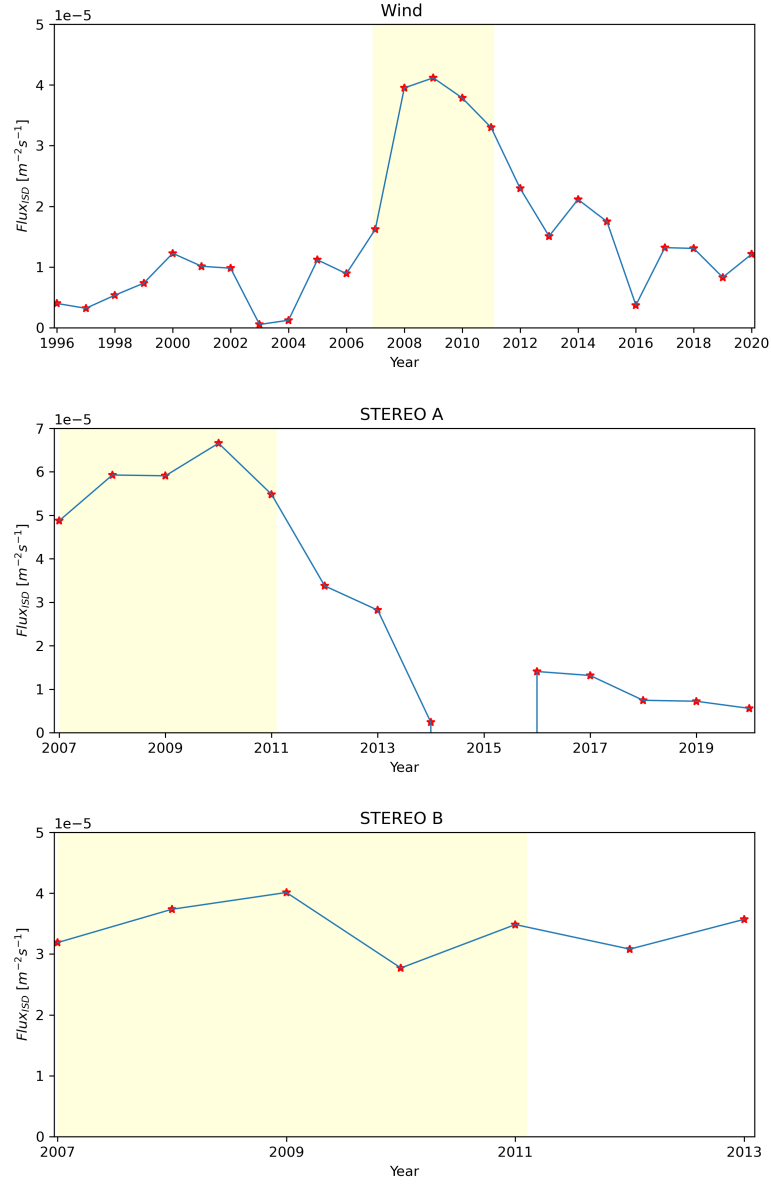 Wind
1e−5
5
4
3
2
1
0
Flux_ISD [m⁻²s⁻¹]
1996 1998 2000 2002 2004 2006 2008 2010 2012 2014 2016 2018 2020
Year
STEREO A
1e−5
7
6
5
4
3
2
1
0
Flux_ISD [m⁻²s⁻¹]
2007 2009 2011 2013 2015 2017 2019
Year
STEREO B
1e−5
5
4
3
2
1
0
Flux_ISD [m⁻²s⁻¹]
2007 2009 2011 2013
Year